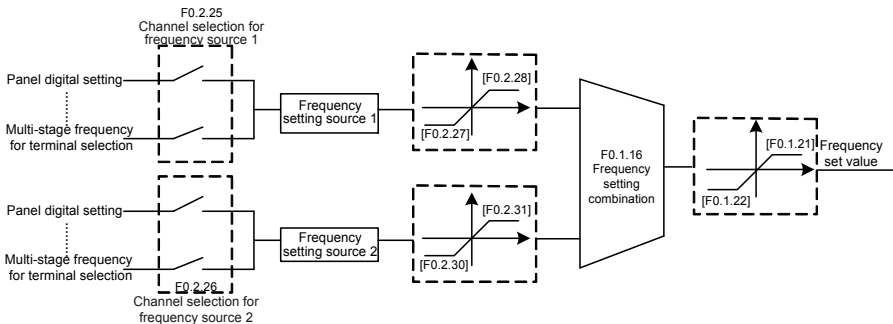 F0.2.25
Channel selection for
frequency source 1
Panel digital setting
Multi-stage frequency
for terminal selection
Frequency
setting source 1
[F0.2.28]
[F0.2.27]
F0.1.16
Frequency
setting
combination
[F0.1.21]
[F0.1.22]
Frequency
set value
Panel digital setting
Multi-stage frequency
for terminal selection
Frequency
setting source 2
[F0.2.31]
[F0.2.30]
F0.2.26
Channel selection for
frequency source 2